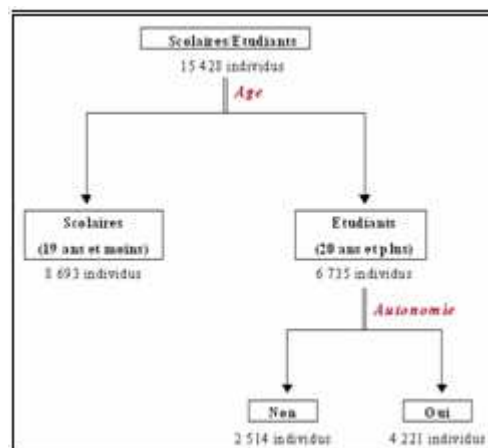 Scolaires/Etudiants
15 428 individus
Age
Scolaires
(19 ans et moins)
8 693 individus
Etudiants
(20 ans et plus)
6 735 individus
Autonomie
Non
2 514 individus
Oui
4 221 individus